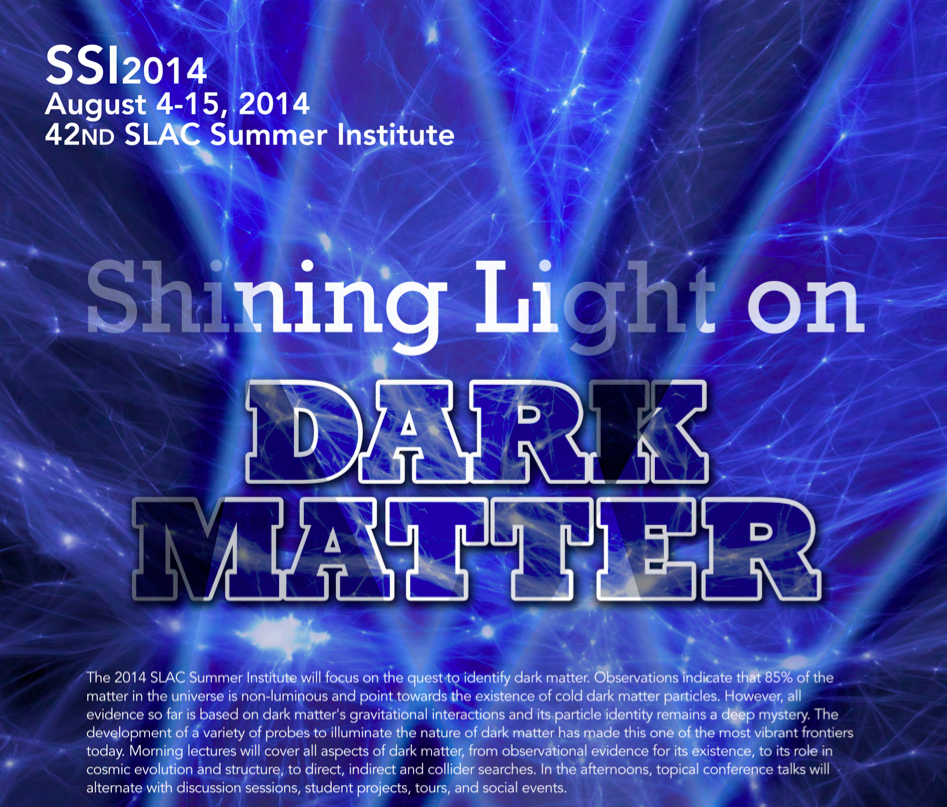 SSI2014
August 4-15, 2014
42ND SLAC Summer Institute
Shining Light on
DARK
MATTER
The 2014 SLAC Summer Institute will focus on the quest to identify dark matter. Observations indicate that 85% of the
matter in the universe is non-luminous and point towards the existence of cold dark matter particles. However, all
evidence so far is based on dark matter's gravitational interactions and its particle identity remains a deep mystery. The
development of a variety of probes to illuminate the nature of dark matter has made this one of the most vibrant frontiers
today. Morning lectures will cover all aspects of dark matter, from observational evidence for its existence, to its role in
cosmic evolution and structure, to direct, indirect and collider searches. In the afternoons, topical conference talks will
alternate with discussion sessions, student projects, tours, and social events.